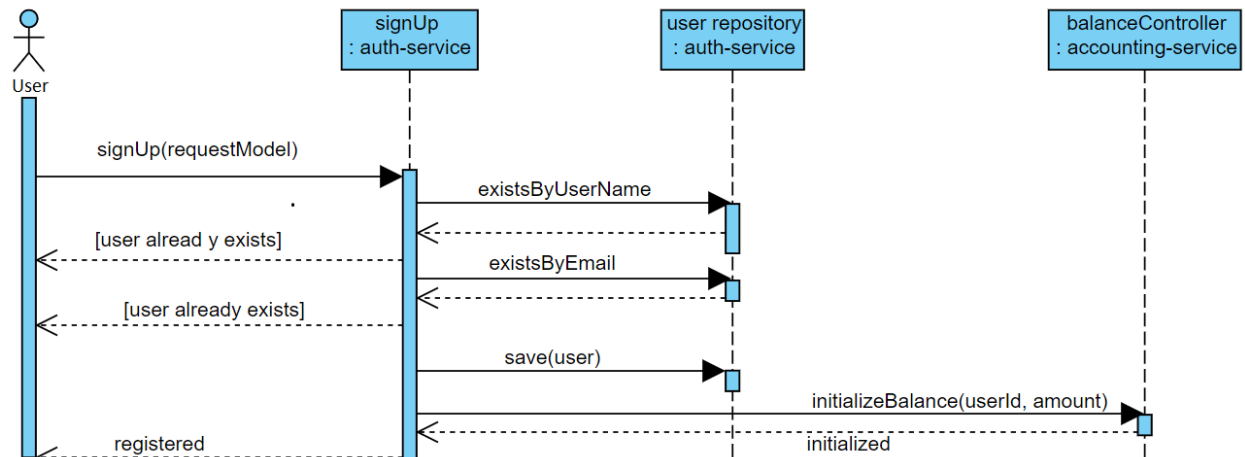 signUp
: auth-service
user repository
: auth-service
balanceController
: accounting-service
User
signUp(requestModel)
.
existsByUserName
[user alread y exists]
existsByEmail
[user already exists]
save(user)
initializeBalance(userId, amount)
registered
initialized